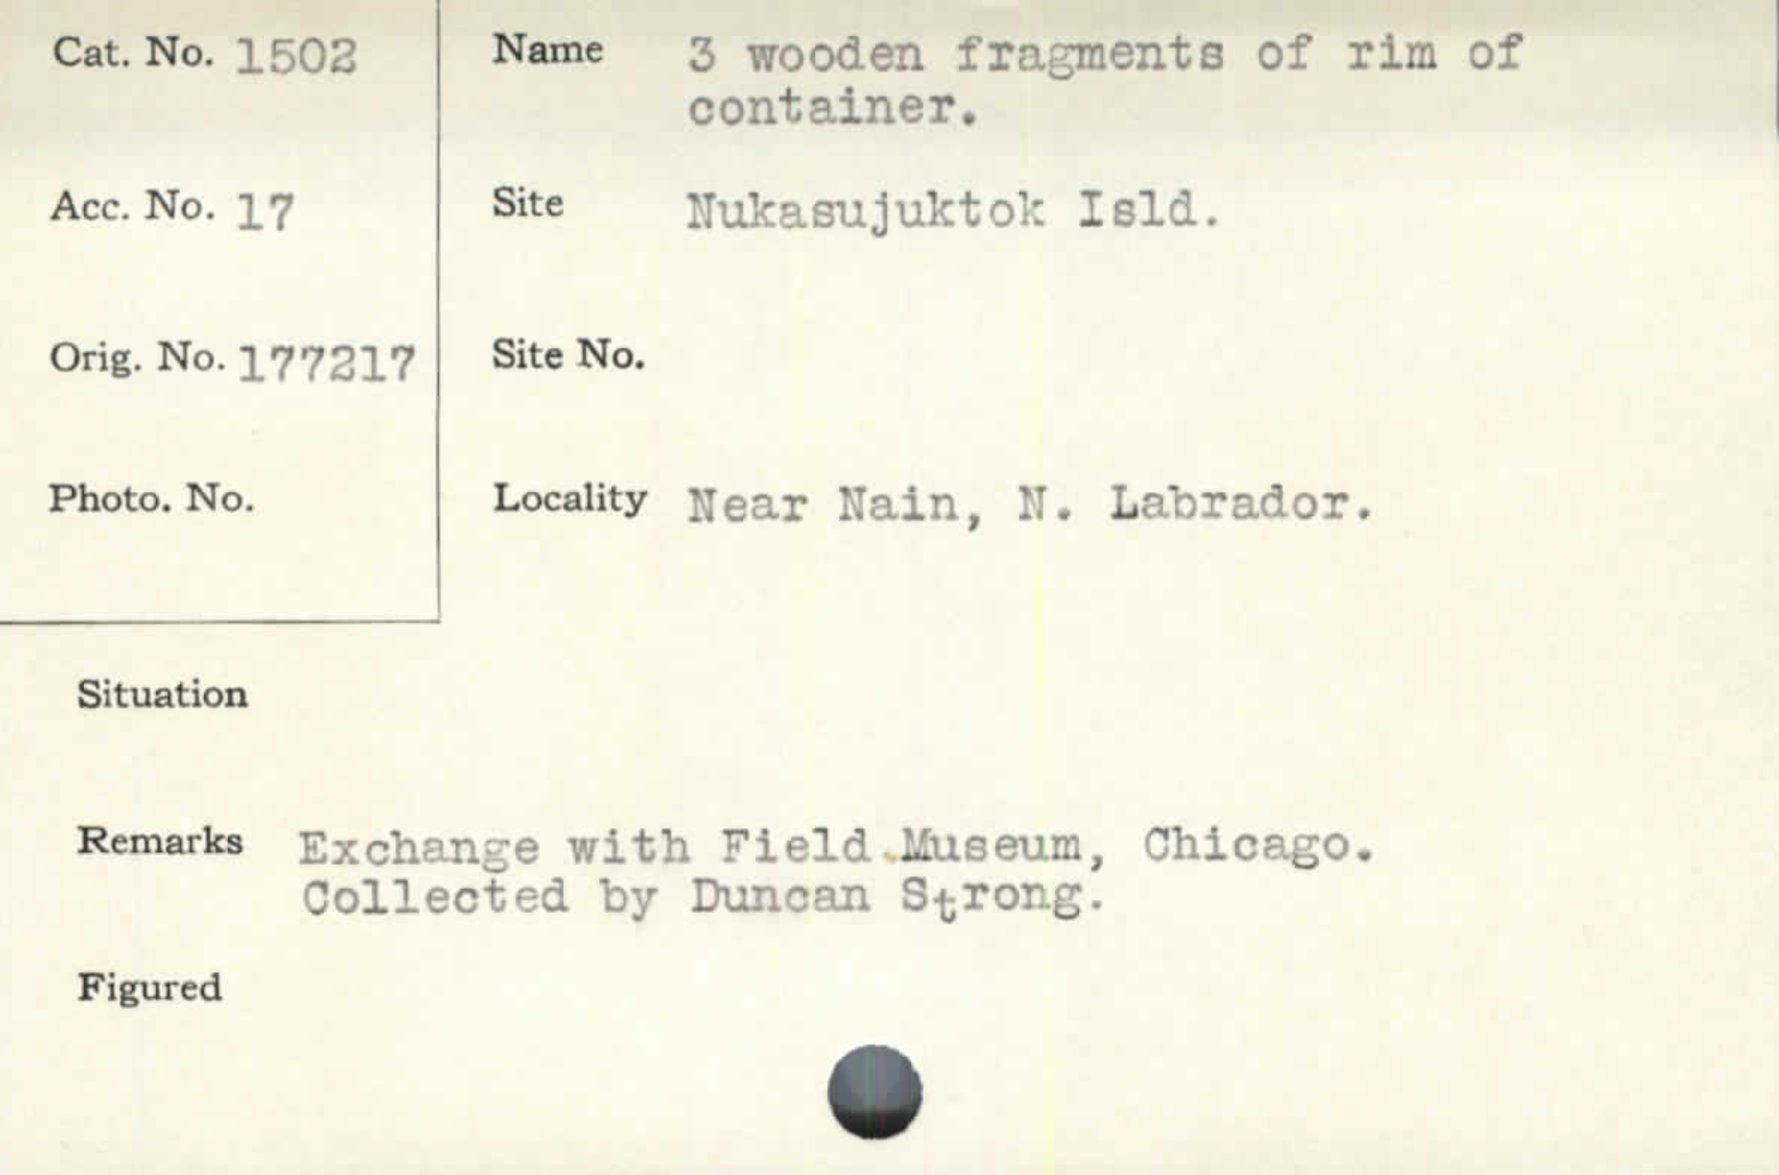 Cat. No. 1502
Name 3 wooden fragments of rim of
container.
Acc. No. 17
Site Nukasujuktok Isld.
Orig. No. 177217
Site No.
Photo. No.
Locality Near Nain, N. Labrador.
Situation
Remarks Exchange with Field Museum, Chicago.
Collected by Duncan Strong.
Figured